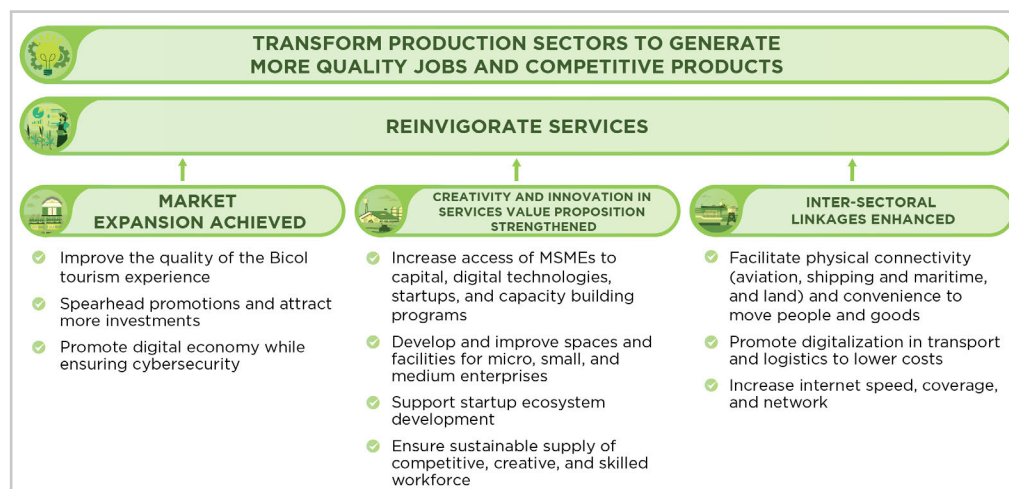 TRANSFORM PRODUCTION SECTORS TO GENERATE
MORE QUALITY JOBS AND COMPETITIVE PRODUCTS
REINVIGORATE SERVICES
MARKET
EXPANSION ACHIEVED
Improve the quality of the Bicol
tourism experience
Spearhead promotions and attract
more investments
Promote digital economy while
ensuring cybersecurity
CREATIVITY AND INNOVATION IN
SERVICES VALUE PROPOSITION
STRENGTHENED
Increase access of MSMEs to
capital, digital technologies,
startups, and capacity building
programs
Develop and improve spaces and
facilities for micro, small, and
medium enterprises
Support startup ecosystem
development
Ensure sustainable supply of
competitive, creative, and skilled
workforce
INTER-SECTORAL
LINKAGES ENHANCED
Facilitate physical connectivity
(aviation, shipping and maritime,
and land) and convenience to
move people and goods
Promote digitalization in transport
and logistics to lower costs
Increase internet speed, coverage,
and network